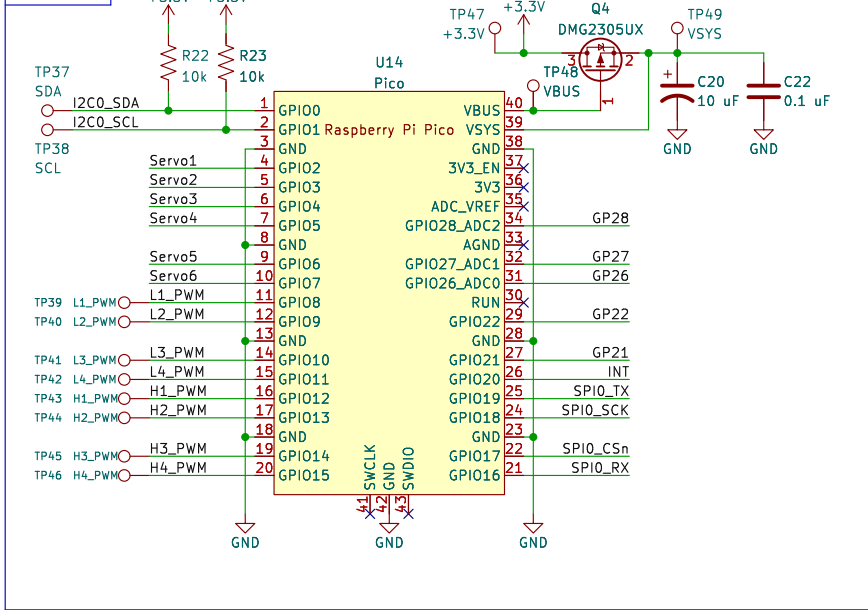 +3.3V
+3.3V
R22
10k
R23
10k
TP37
SDA
I2C0_SDA
I2C0_SCL
TP38
SCL
Servo1
Servo2
Servo3
Servo4
Servo5
Servo6
TP39 L1_PWM L1_PWM
TP40 L2_PWM L2_PWM
TP41 L3_PWM L3_PWM
TP42 L4_PWM L4_PWM
TP43 H1_PWM H1_PWM
TP44 H2_PWM H2_PWM
TP45 H3_PWM H3_PWM
TP46 H4_PWM H4_PWM
U14
Pico
Raspberry Pi Pico
1 GPIO0
2 GPIO1
3 GND
4 GPIO2
5 GPIO3
6 GPIO4
7 GPIO5
8 GND
9 GPIO6
10 GPIO7
11 GPIO8
12 GPIO9
13 GND
14 GPIO10
15 GPIO11
16 GPIO12
17 GPIO13
18 GND
19 GPIO14
20 GPIO15
VBUS 40
VSYS 39
GND 38
3V3_EN 37
3V3 36
ADC_VREF 35
GPIO28_ADC2 34 GP28
AGND 33
GPIO27_ADC1 32 GP27
GPIO26_ADC0 31 GP26
RUN 30
GPIO22 29 GP22
GND 28
GPIO21 27 GP21
GPIO20 26 INT
GPIO19 25 SPI0_TX
GPIO18 24 SPI0_SCK
GND 23
GPIO17 22 SPI0_CSn
GPIO16 21 SPI0_RX
SWCLK 41
GND 42
SWDIO 43
GND
GND
GND
TP47
+3.3V
+3.3V
Q4
DMG2305UX
3
2
1
TP48
VBUS
TP49
VSYS
+
C20
10 uF
C22
0.1 uF
GND
GND